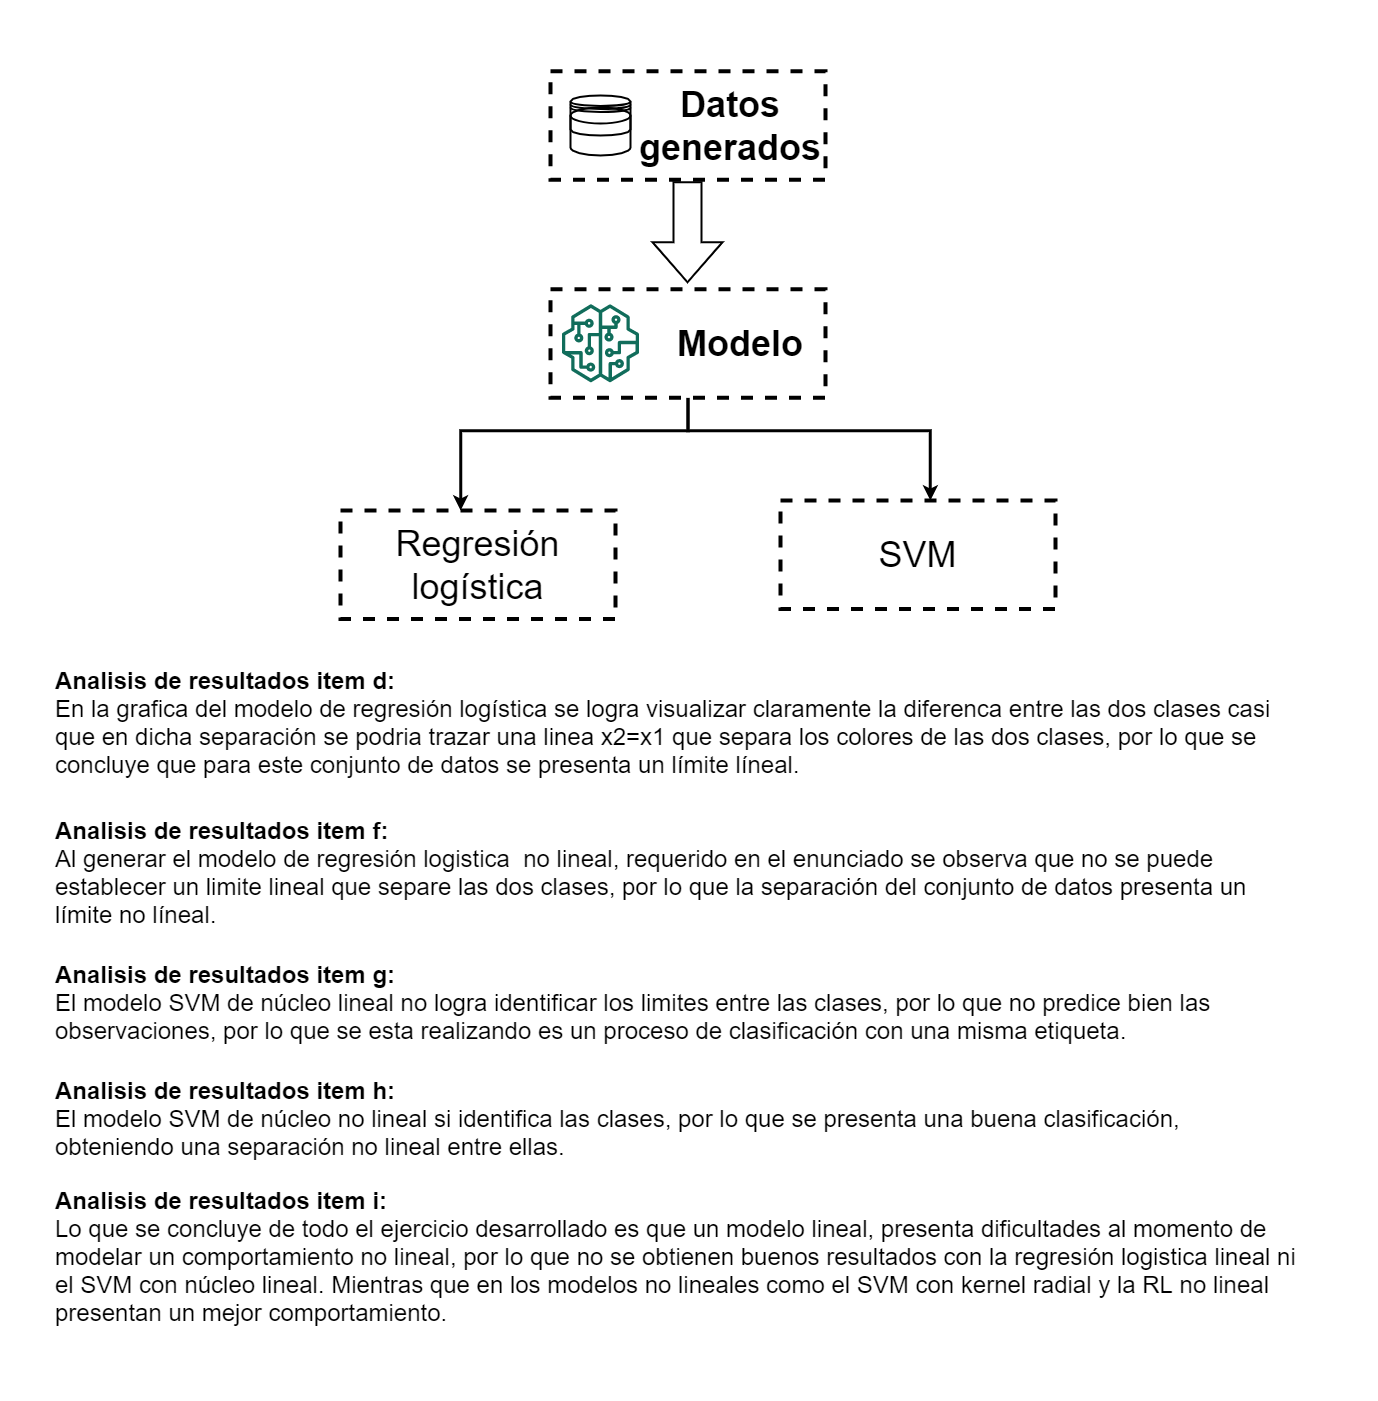 Datos
generados
Modelo
Regresión
logística
SVM
Analisis de resultados item d:
En la grafica del modelo de regresión logística se logra visualizar claramente la diferenca entre las dos clases casi
que en dicha separación se podria trazar una linea x2=x1 que separa los colores de las dos clases, por lo que se
concluye que para este conjunto de datos se presenta un límite líneal.
Analisis de resultados item f:
Al generar el modelo de regresión logistica  no lineal, requerido en el enunciado se observa que no se puede
establecer un limite lineal que separe las dos clases, por lo que la separación del conjunto de datos presenta un
límite no líneal.
Analisis de resultados item g:
El modelo SVM de núcleo lineal no logra identificar los limites entre las clases, por lo que no predice bien las
observaciones, por lo que se esta realizando es un proceso de clasificación con una misma etiqueta.
Analisis de resultados item h:
El modelo SVM de núcleo no lineal si identifica las clases, por lo que se presenta una buena clasificación,
obteniendo una separación no lineal entre ellas.
Analisis de resultados item i:
Lo que se concluye de todo el ejercicio desarrollado es que un modelo lineal, presenta dificultades al momento de
modelar un comportamiento no lineal, por lo que no se obtienen buenos resultados con la regresión logistica lineal ni
el SVM con núcleo lineal. Mientras que en los modelos no lineales como el SVM con kernel radial y la RL no lineal
presentan un mejor comportamiento.